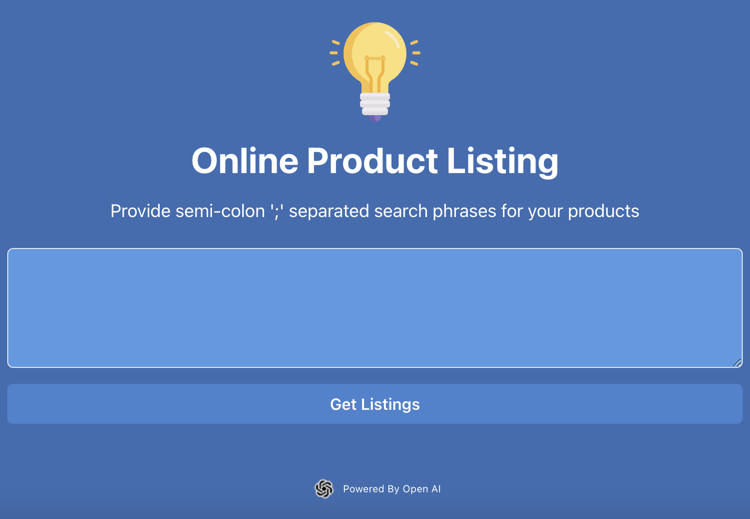 Online Product Listing
Provide semi-colon ';' separated search phrases for your products
Get Listings
Powered By Open AI